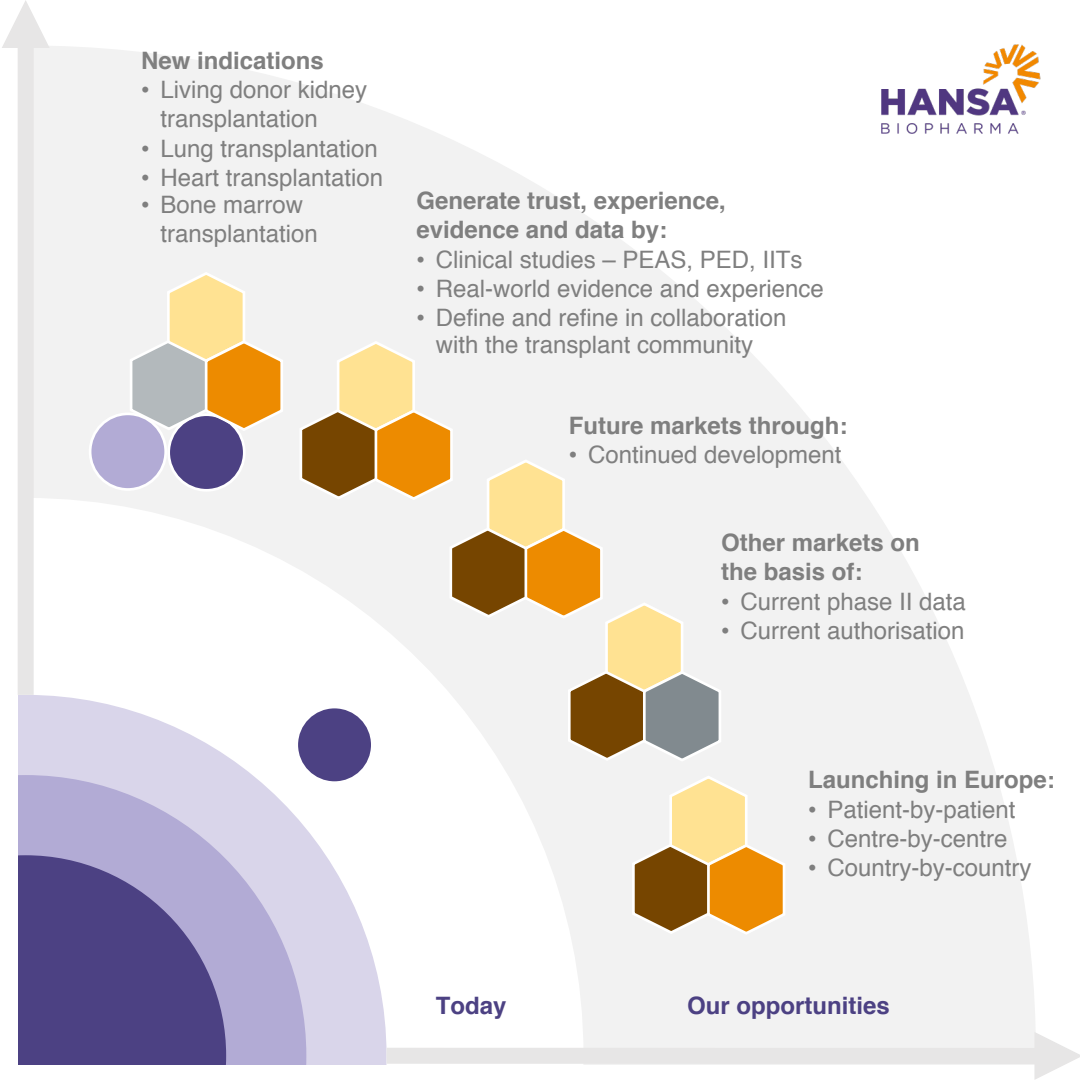 New indications
• Living donor kidney
transplantation
• Lung transplantation
• Heart transplantation
• Bone marrow
transplantation
HANSA
BIOPHARMA
Generate trust, experience,
evidence and data by:
• Clinical studies – PEAS, PED, IITs
• Real-world evidence and experience
• Define and refine in collaboration
with the transplant community
Future markets through:
• Continued development
Other markets on
the basis of:
• Current phase II data
• Current authorisation
Launching in Europe:
• Patient-by-patient
• Centre-by-centre
• Country-by-country
Today
Our opportunities